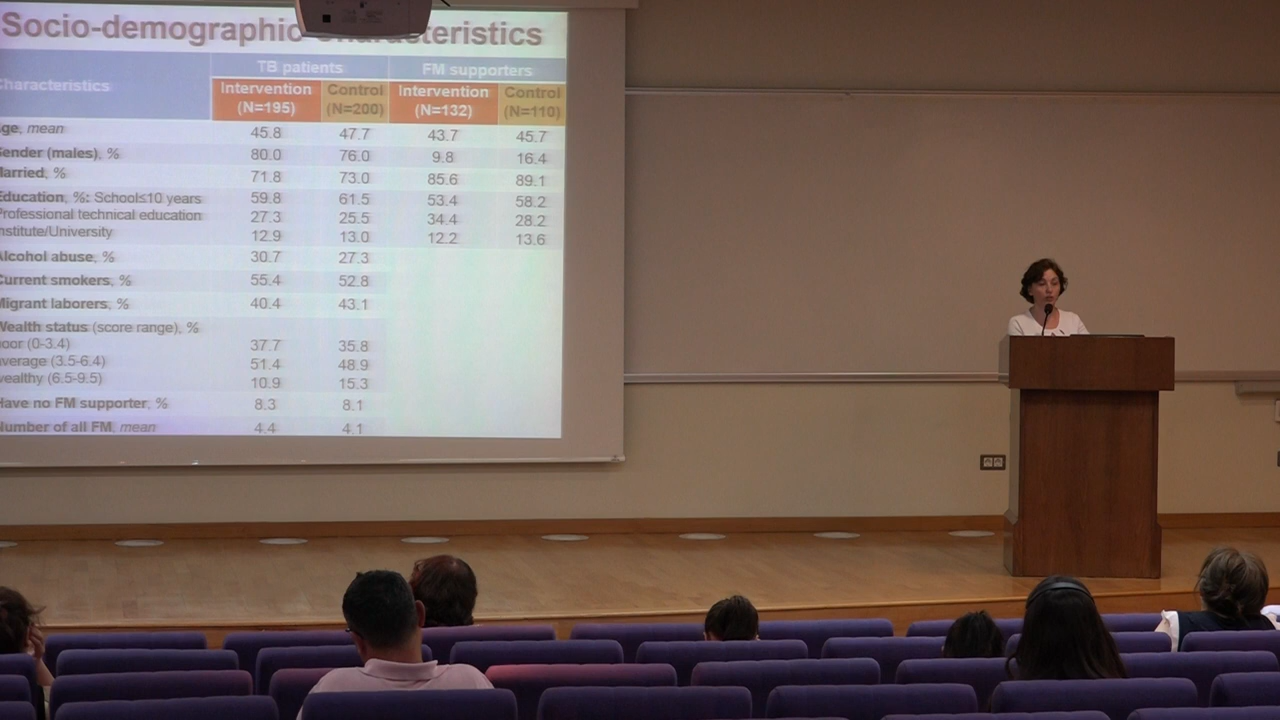 Socio-demographic characteristics
TB patients FM supporters
Characteristics Intervention (N=195) Control (N=200) Intervention (N=132) Control (N=110)
ge, mean 45.8 47.7 43.7 45.7
Gender (males), % 80.0 76.0 9.8 16.4
arried, % 71.8 73.0 85.6 89.1
Education, %: School≤10 years 59.8 61.5 53.4 58.2
Professional technical education 27.3 25.5 34.4 28.2
nstitute/University 12.9 13.0 12.2 13.6
Alcohol abuse, % 30.7 27.3
Current smokers, % 55.4 52.8
Migrant laborers, % 40.4 43.1
Wealth status (score range), %
oor (0-3.4) 37.7 35.8
average (3.5-6.4) 51.4 48.9
wealthy (6.5-9.5) 10.9 15.3
Have no FM supporter, % 8.3 8.1
Number of all FM, mean 4.4 4.1